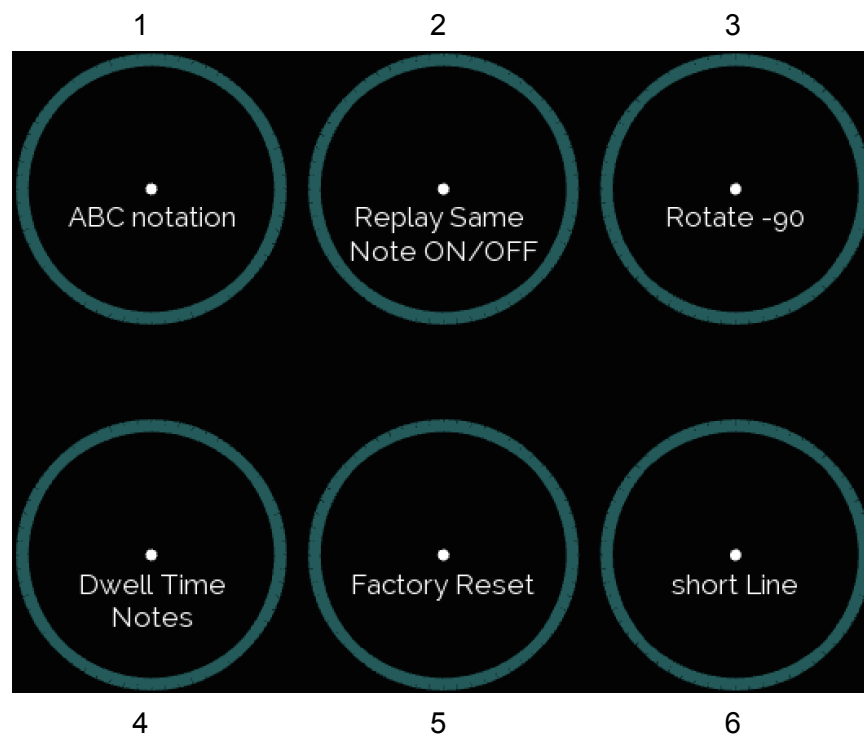 1 2 3
ABC notation
Replay Same
Note ON/OFF
Rotate -90
Dwell Time
Notes
Factory Reset
short Line
4 5 6